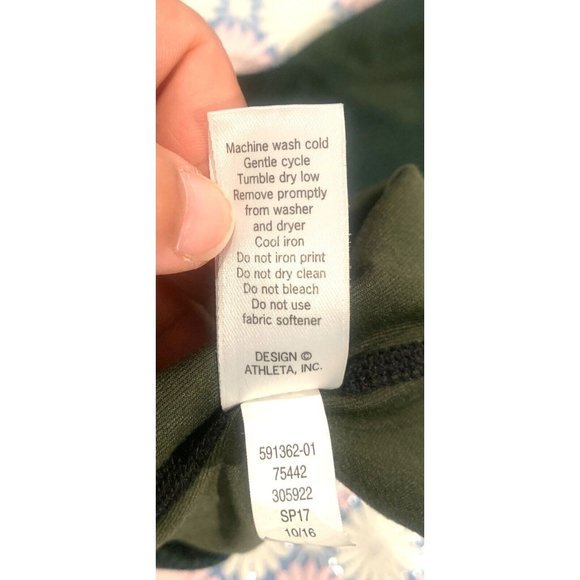 Machine wash cold
Gentle cycle
Tumble dry low
Remove promptly
from washer
and dryer
Cool iron
Do not iron print
Do not dry clean
Do not bleach
Do not use
fabric softener
DESIGN ©
ATHLETA, INC.
591362-01
75442
305922
SP17
10/16